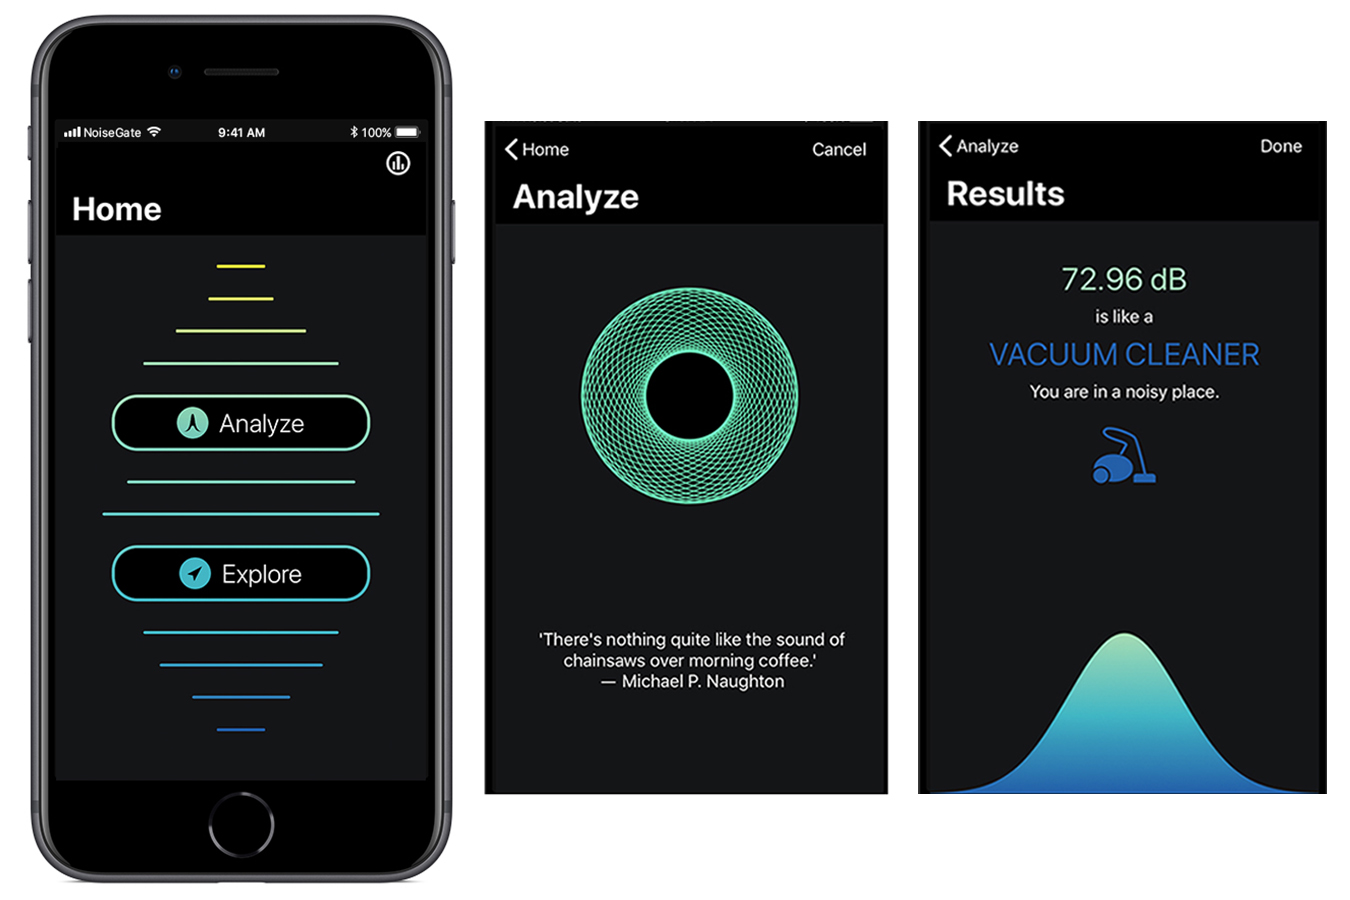 NoiseGate 9:41 AM 100%
Home
Analyze
Explore
Home Cancel
Analyze
'There's nothing quite like the sound of
chainsaws over morning coffee.'
— Michael P. Naughton
Analyze Done
Results
72.96 dB
is like a
VACUUM CLEANER
You are in a noisy place.